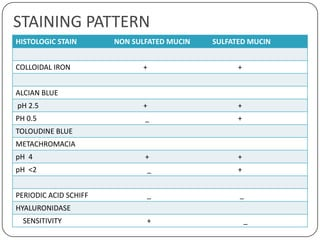 STAINING PATTERN
HISTOLOGIC STAIN NON SULFATED MUCIN SULFATED MUCIN
COLLOIDAL IRON + +
ALCIAN BLUE
pH 2.5 + +
PH 0.5 _ +
TOLOUDINE BLUE
METACHROMACIA
pH 4 + +
pH <2 _ +
PERIODIC ACID SCHIFF _ _
HYALURONIDASE
SENSITIVITY + _